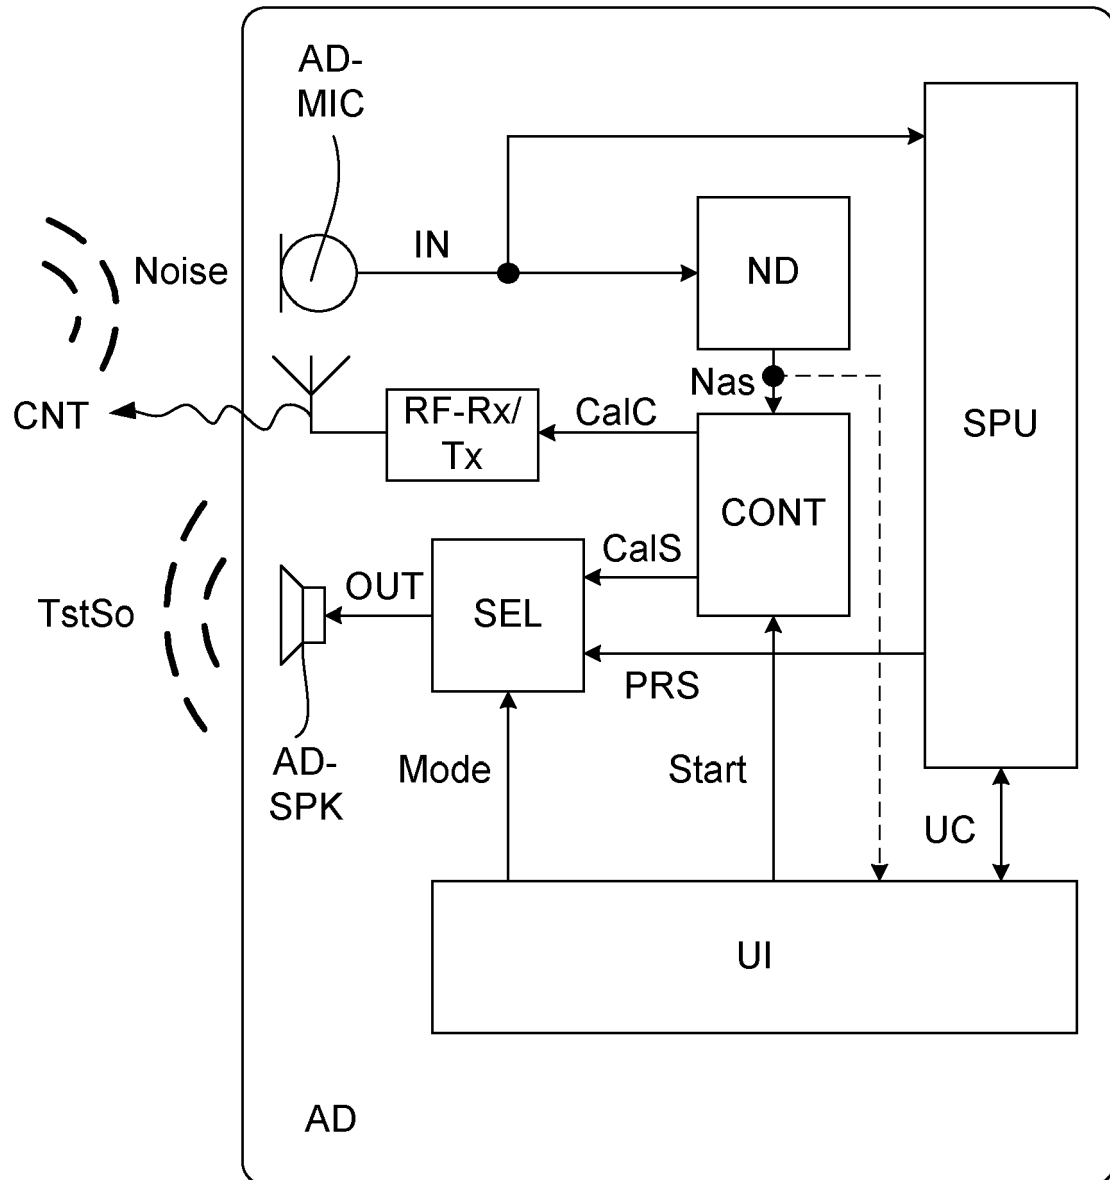 AD-
MIC
IN
Noise
ND
Nas
CNT
RF-Rx/
Tx
CalC
SPU
CONT
CalS
OUT
TstSo
SEL
PRS
AD-
SPK
Mode
Start
UC
UI
AD